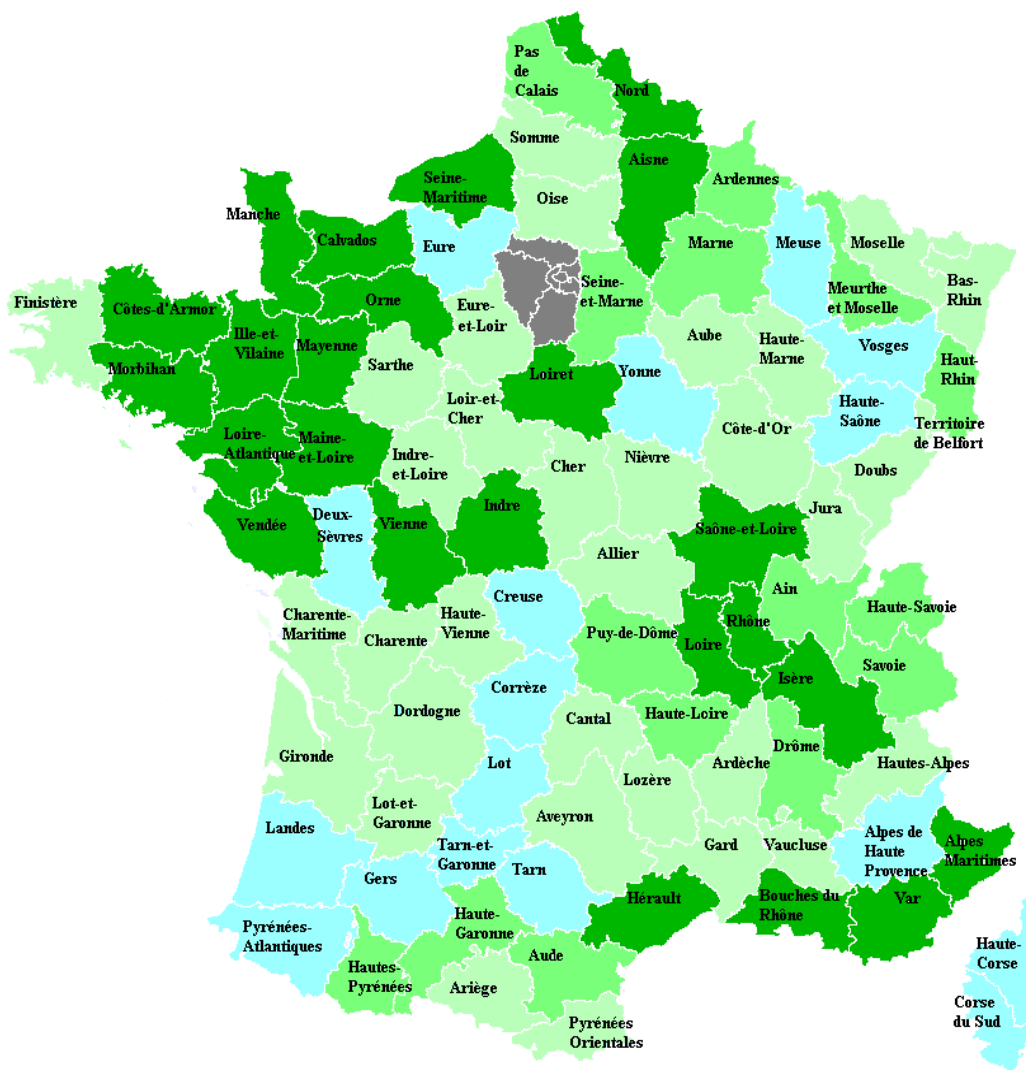 Pas
de
Calais
Nord
Somme
Aisne
Seine-
Maritime
Oise
Ardennes
Manche
Calvados
Eure
Marne
Meuse
Moselle
Bas-
Rhin
Finistère
Côtes-d'Armor
Orne
Eure-
et-Loir
Seine-
et-Marne
Meurthe
et Moselle
Ille-et-
Vilaine
Mayenne
Sarthe
Aube
Haute-
Marne
Vosges
Haut-
Rhin
Morbihan
Loiret
Yonne
Loir-et-
Cher
Haute-
Saône
Territoire
de Belfort
Loire-
Atlantique
Maine-
et-Loire
Indre-
et-Loire
Cher
Nièvre
Côte-d'Or
Doubs
Vendée
Deux-
Sèvres
Vienne
Indre
Saône-et-Loire
Jura
Allier
Charente-
Maritime
Charente
Haute-
Vienne
Creuse
Puy-de-Dôme
Loire
Rhône
Ain
Haute-Savoie
Savoie
Isère
Dordogne
Corrèze
Cantal
Haute-Loire
Ardèche
Drôme
Hautes-Alpes
Gironde
Lot
Lozère
Lot-et-
Garonne
Aveyron
Landes
Tarn-et-
Garonne
Tarn
Gard
Vaucluse
Alpes de
Haute
Provence
Alpes
Maritimes
Gers
Hérault
Bouches du
Rhône
Var
Pyrénées-
Atlantiques
Hautes-
Pyrénées
Haute-
Garonne
Aude
Ariège
Pyrénées
Orientales
Haute-
Corse
Corse
du Sud